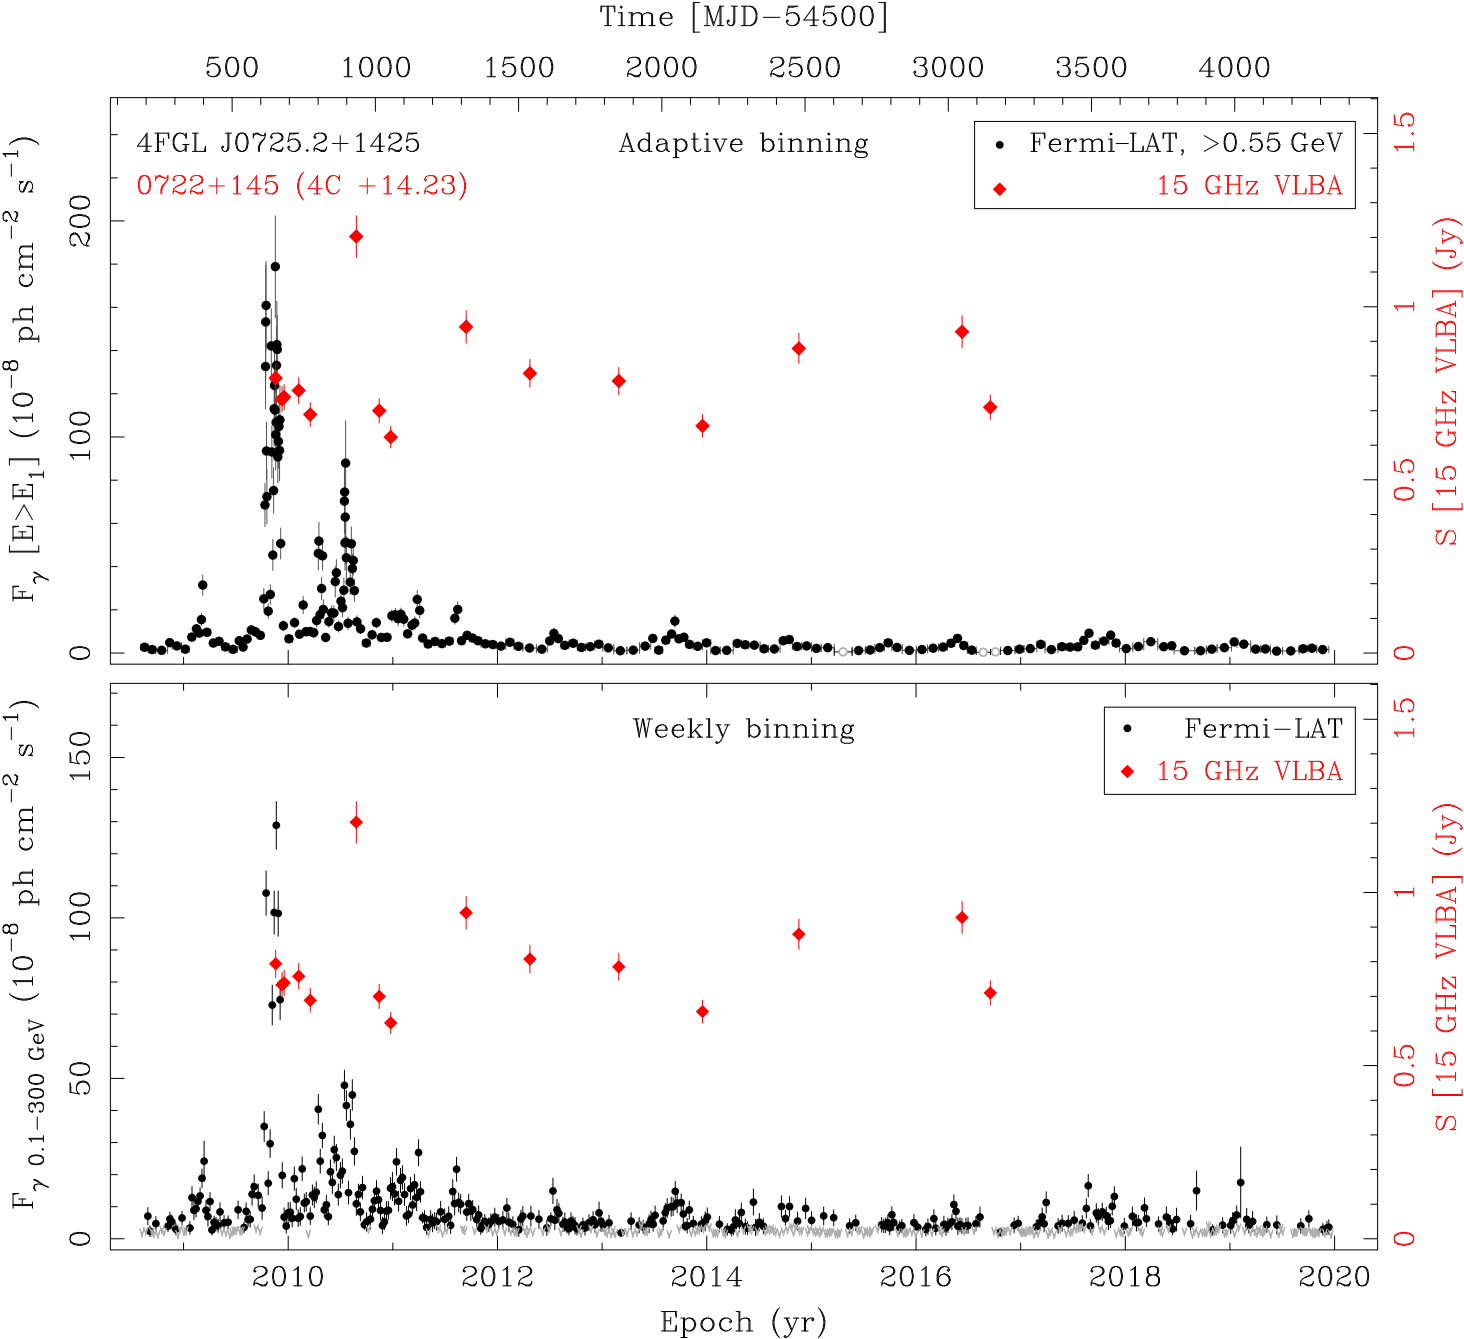 Time [MJD−54500]
500 1000 1500 2000 2500 3000 3500 4000
4FGL J0725.2+1425
0722+145 (4C +14.23)
Adaptive binning
Fermi−LAT, >0.55 GeV
15 GHz VLBA
F γ [E>E1] (10−8 ph cm−2 s−1)
0 100 200
S [15 GHz VLBA] (Jy)
0 0.5 1 1.5
Weekly binning
Fermi−LAT
15 GHz VLBA
F γ 0.1−300 GeV (10−8 ph cm−2 s−1)
0 50 100 150
S [15 GHz VLBA] (Jy)
0 0.5 1 1.5
2010 2012 2014 2016 2018 2020
Epoch (yr)